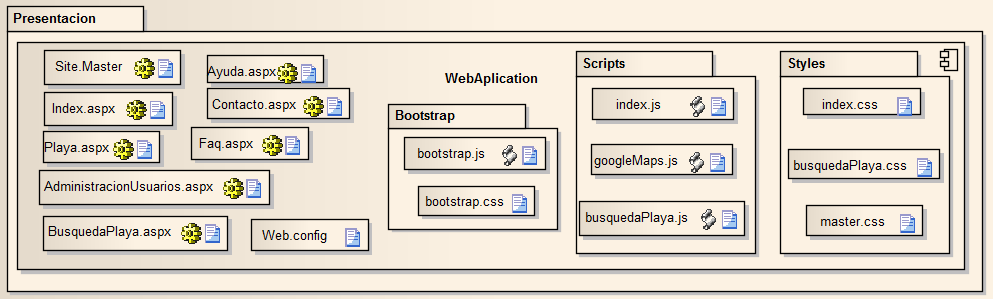 Presentacion
WebAplication
Site.Master
Ayuda.aspx
Index.aspx
Contacto.aspx
Playa.aspx
Faq.aspx
AdministracionUsuarios.aspx
BusquedaPlaya.aspx
Web.config
Bootstrap
bootstrap.js
bootstrap.css
Scripts
index.js
googleMaps.js
busquedaPlaya.js
Styles
index.css
busquedaPlaya.css
master.css